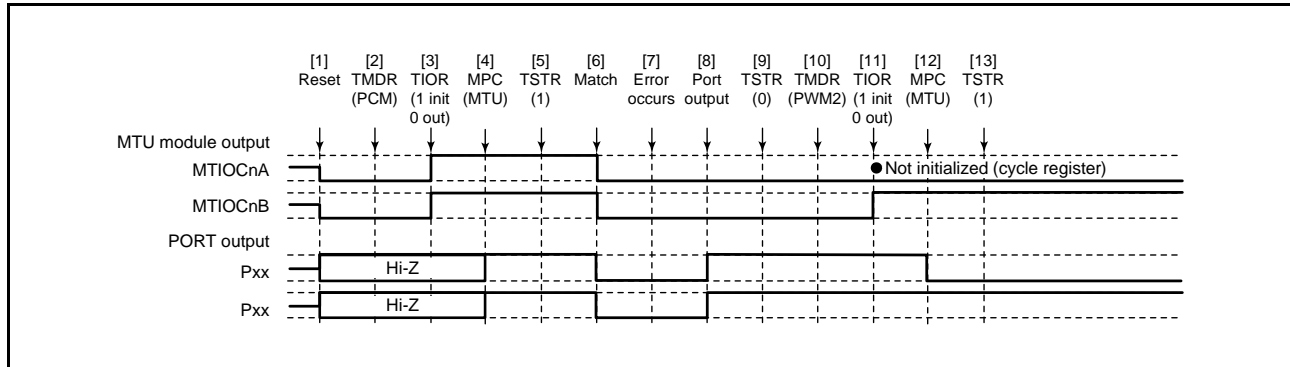 [1] [2] [3] [4] [5] [6] [7] [8] [9] [10] [11] [12] [13]
Reset TMDR TIOR MPC TSTR Match Error Port TSTR TMDR TIOR MPC TSTR
(PCM) (1 init (MTU) (1) occurs output (0) (PWM2) (1 init (MTU) (1)
0 out) 0 out)
MTU module output
MTIOCnA
Not initialized (cycle register)
MTIOCnB
PORT output
Pxx
Hi-Z
Pxx
Hi-Z